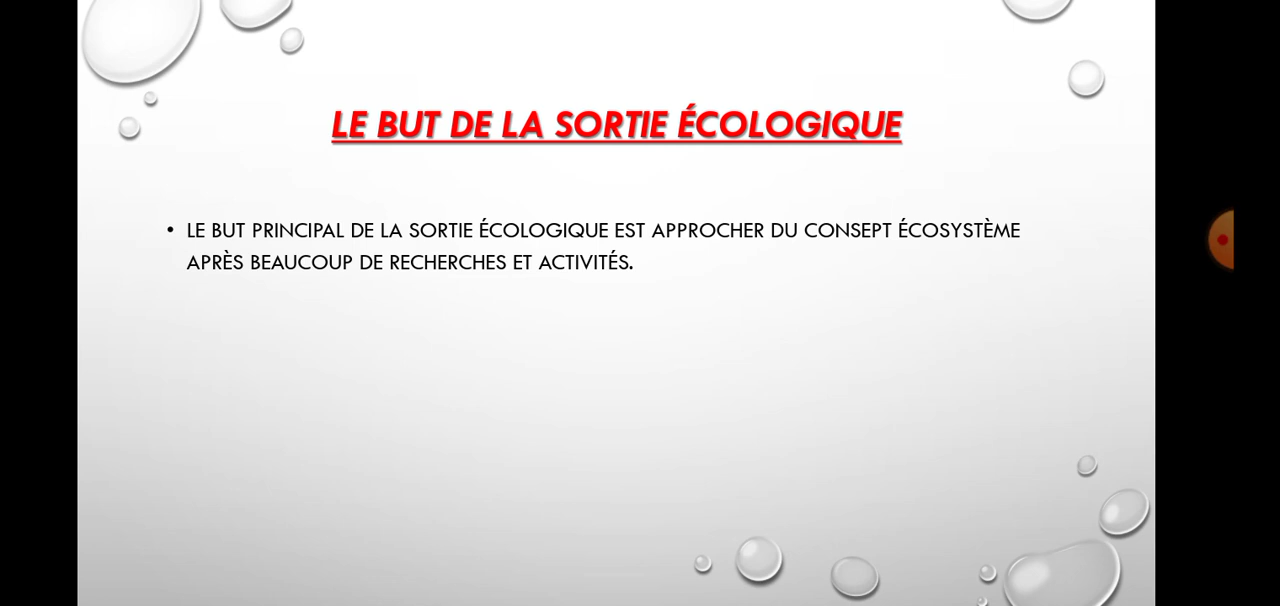 LE BUT DE LA SORTIE ÉCOLOGIQUE
• LE BUT PRINCIPAL DE LA SORTIE ÉCOLOGIQUE EST APPROCHER DU CONSEPT ÉCOSYSTÈME
APRÈS BEAUCOUP DE RECHERCHES ET ACTIVITÉS.